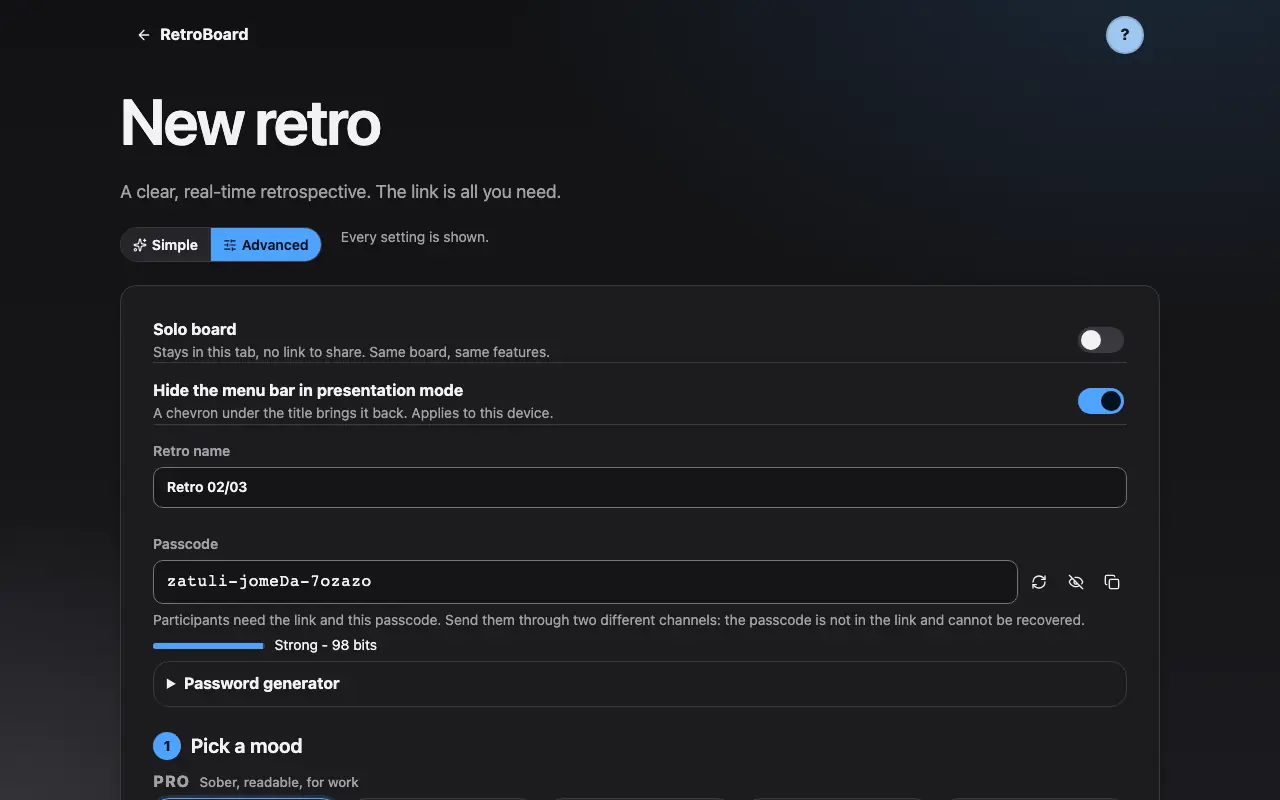 RetroBoard
?
New retro
A clear, real-time retrospective. The link is all you need.
Simple
Advanced
Every setting is shown.
Solo board
Stays in this tab, no link to share. Same board, same features.
Hide the menu bar in presentation mode
A chevron under the title brings it back. Applies to this device.
Retro name
Retro 02/03
Passcode
zatuli-jomeDa-7ozazo
Participants need the link and this passcode. Send them through two different channels: the passcode is not in the link and cannot be recovered.
Strong - 98 bits
Password generator
1 Pick a mood
PRO Sober, readable, for work